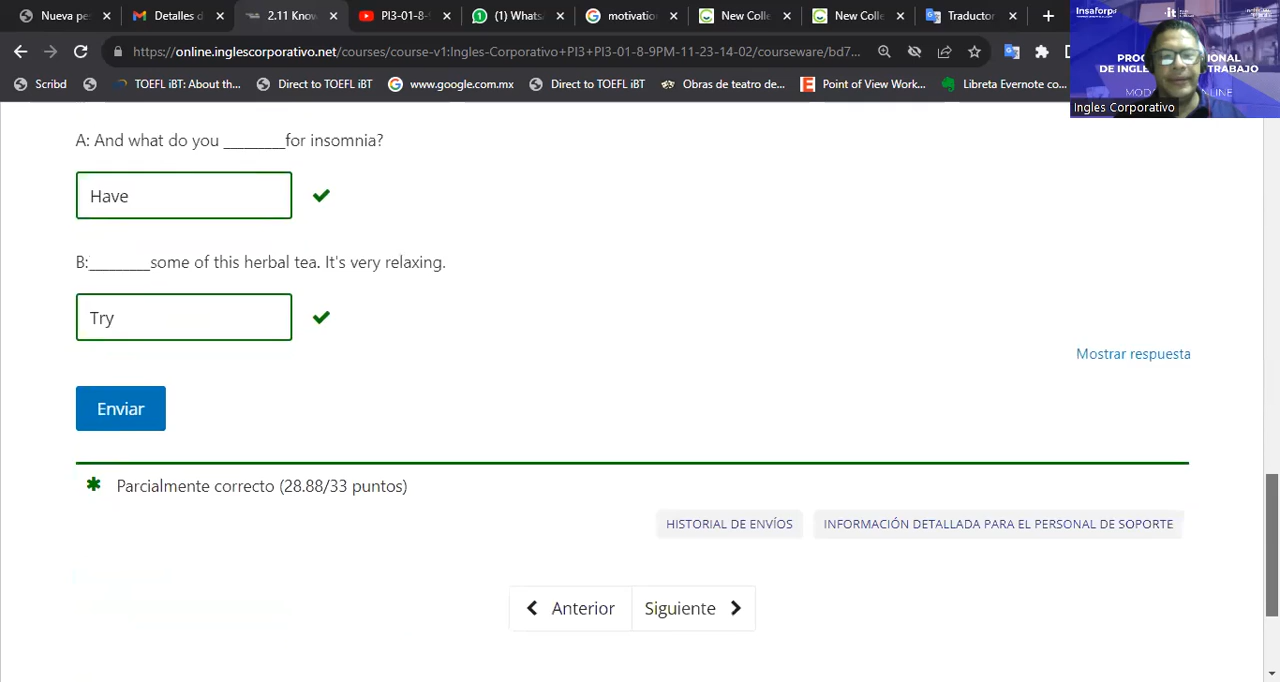 Nueva pe
Detalles d
2.11 Know
PI3-01-8-
(1) Whats
motivatio
New Colle
New Colle
Traductor
https://online.inglescorporativo.net/courses/course-v1:Ingles-Corporativo+PI3+PI3-01-8-9PM-11-23-14-02/courseware/bd7...
Scribd
TOEFL iBT: About th...
Direct to TOEFL iBT
www.google.com.mx
Direct to TOEFL iBT
Obras de teatro de...
Point of View Work...
Libreta Evernote co...
Ingles Corporativo
A: And what do you ________for insomnia?
Have
B:________some of this herbal tea. It's very relaxing.
Try
Mostrar respuesta
Enviar
Parcialmente correcto (28.88/33 puntos)
HISTORIAL DE ENVÍOS
INFORMACIÓN DETALLADA PARA EL PERSONAL DE SOPORTE
Anterior
Siguiente